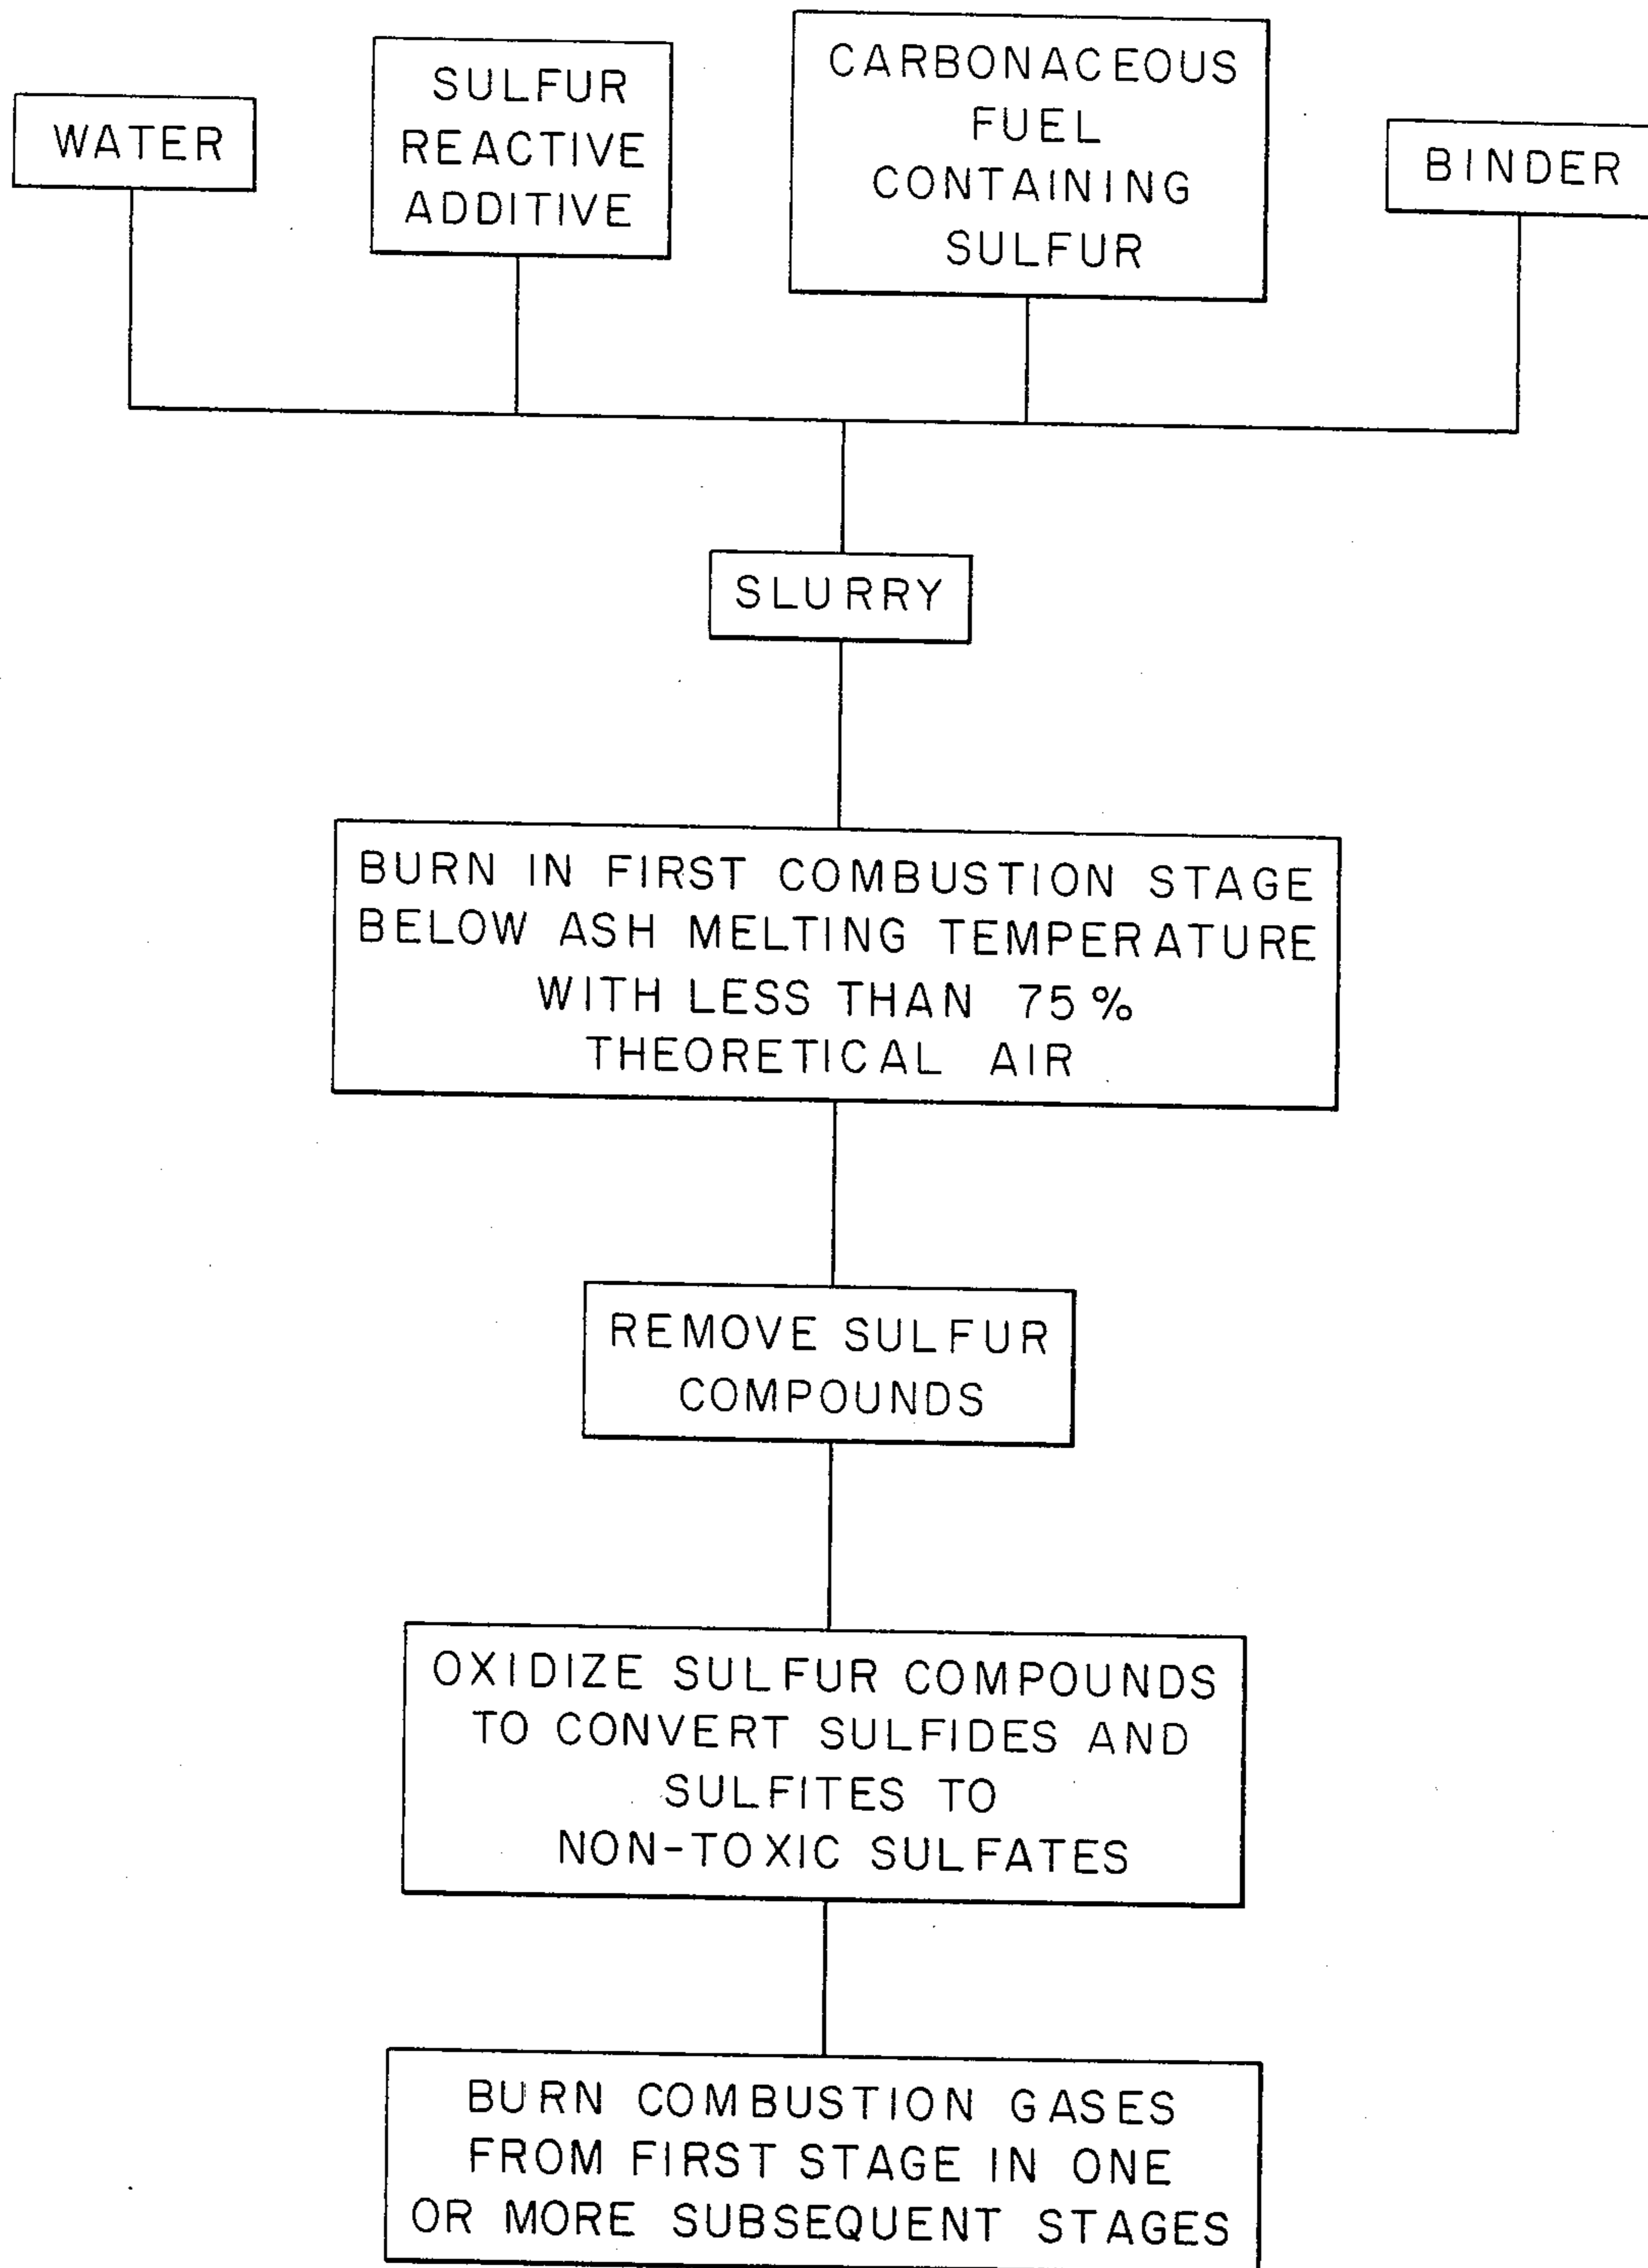 WATER
SULFUR
REACTIVE
ADDITIVE
CARBONACEOUS
FUEL
CONTAINING
SULFUR
BINDER
SLURRY
BURN IN FIRST COMBUSTION STAGE
BELOW ASH MELTING TEMPERATURE
WITH LESS THAN 75%
THEORETICAL AIR
REMOVE SULFUR
COMPOUNDS
OXIDIZE SULFUR COMPOUNDS
TO CONVERT SULFIDES AND
SULFITES TO
NON-TOXIC SULFATES
BURN COMBUSTION GASES
FROM FIRST STAGE IN ONE
OR MORE SUBSEQUENT STAGES